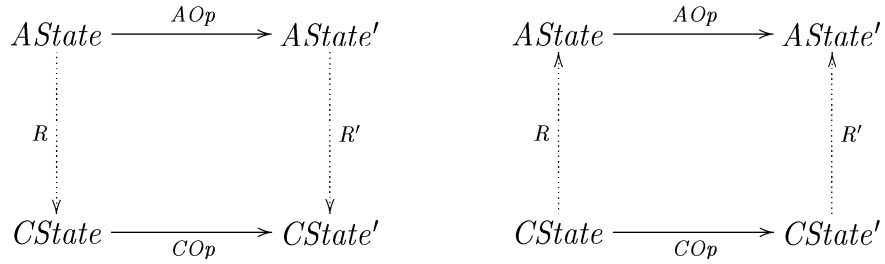 AOp AOp
AState AState′ AState AState′
R R′ R R′
CState CState′ CState CState′
COp COp